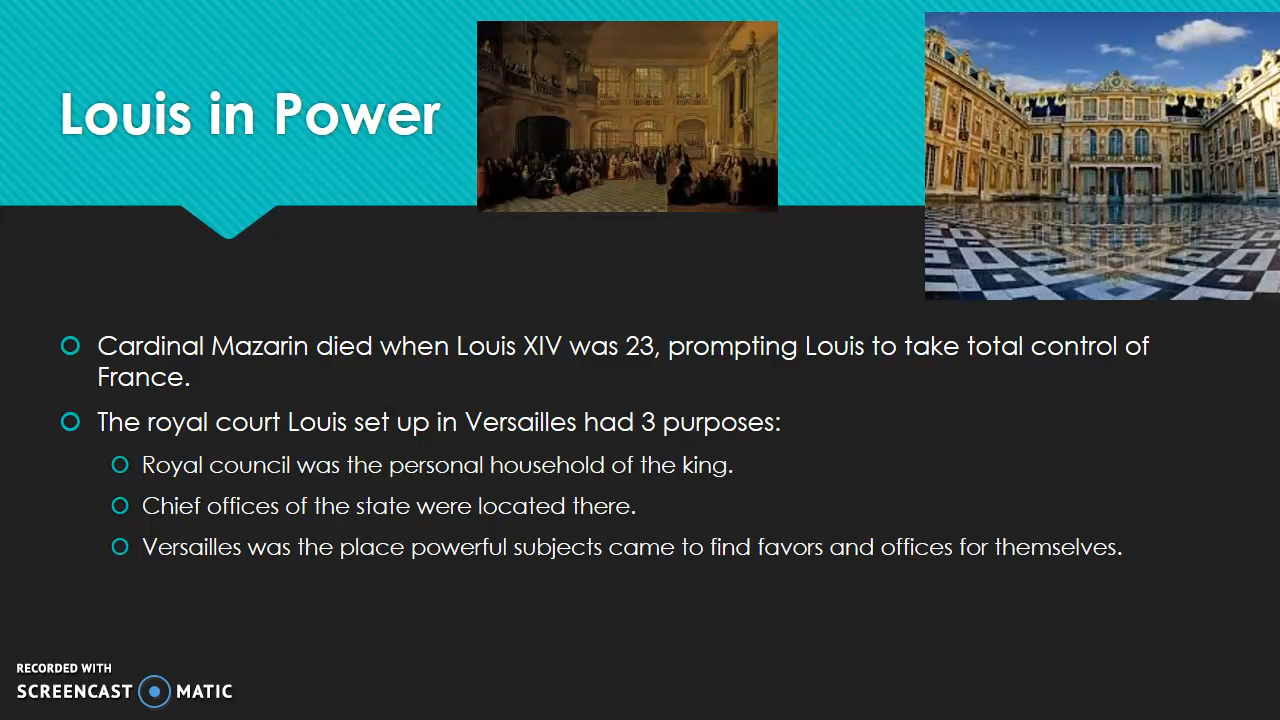 Louis in Power
Cardinal Mazarin died when Louis XIV was 23, prompting Louis to take total control of
France.
The royal court Louis set up in Versailles had 3 purposes:
Royal council was the personal household of the king.
Chief offices of the state were located there.
Versailles was the place powerful subjects came to find favors and offices for themselves.
RECORDED WITH
SCREENCAST MATIC